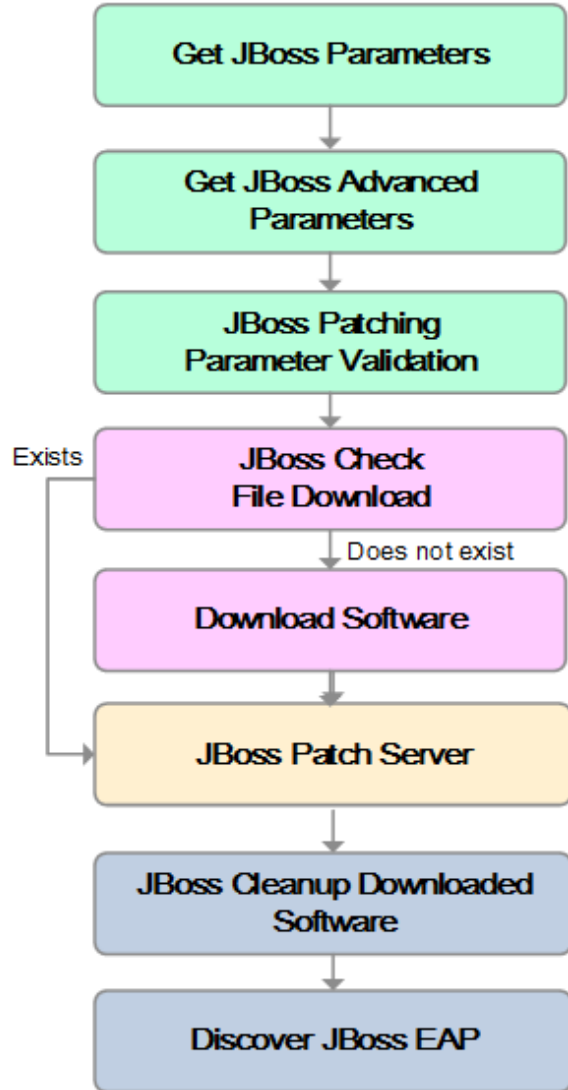 Get JBoss Parameters
Get JBoss Advanced
Parameters
JBoss Patching
Parameter Validation
Exists
JBoss Check
File Download
Does not exist
Download Software
JBoss Patch Server
JBoss Cleanup Downloaded
Software
Discover JBoss EAP